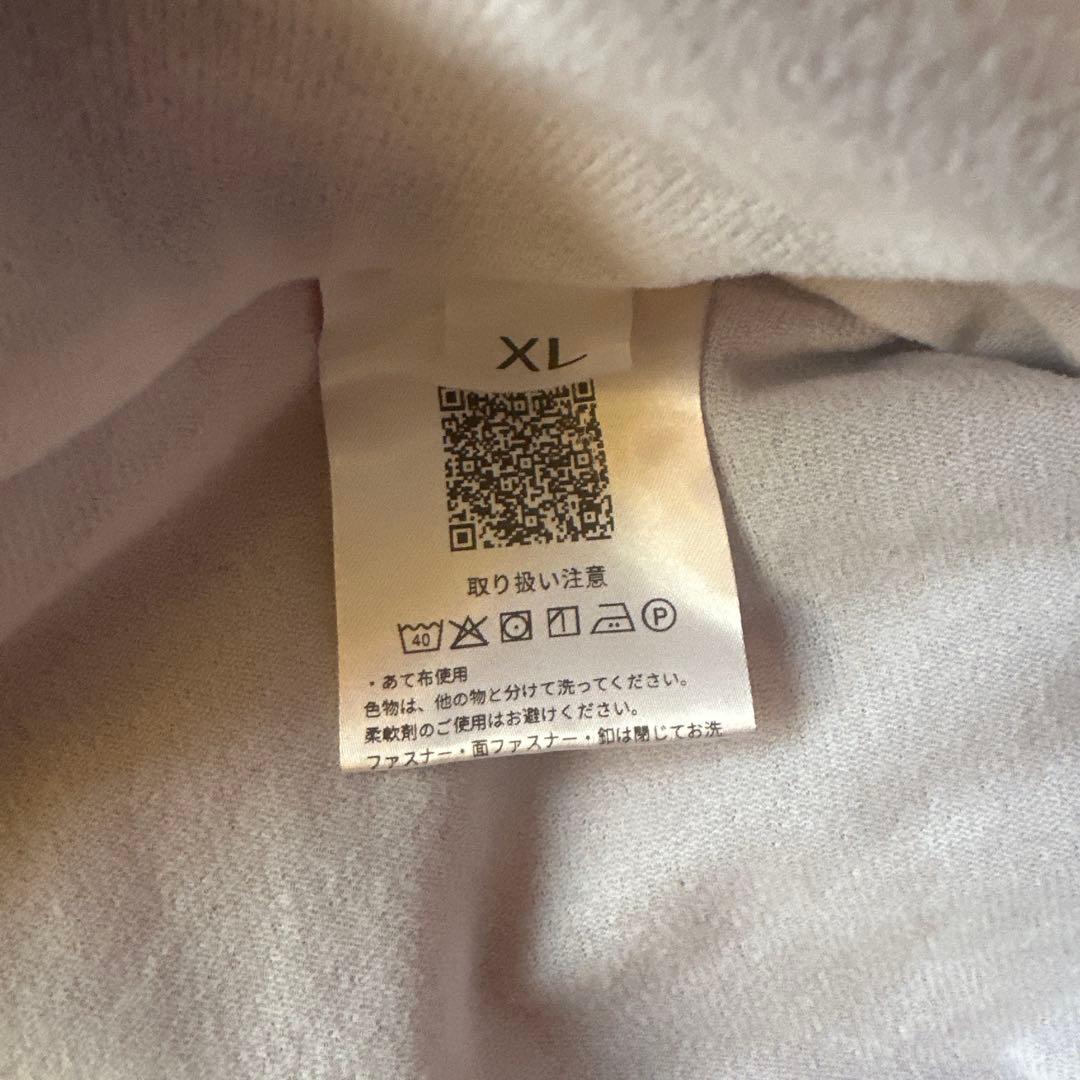 XL
取り扱い注意
40 P
・あて布使用
色物は、他の物と分けて洗ってください。
柔軟剤のご使用はお避けください。
ファスナー・面ファスナー・釦は閉じてお洗